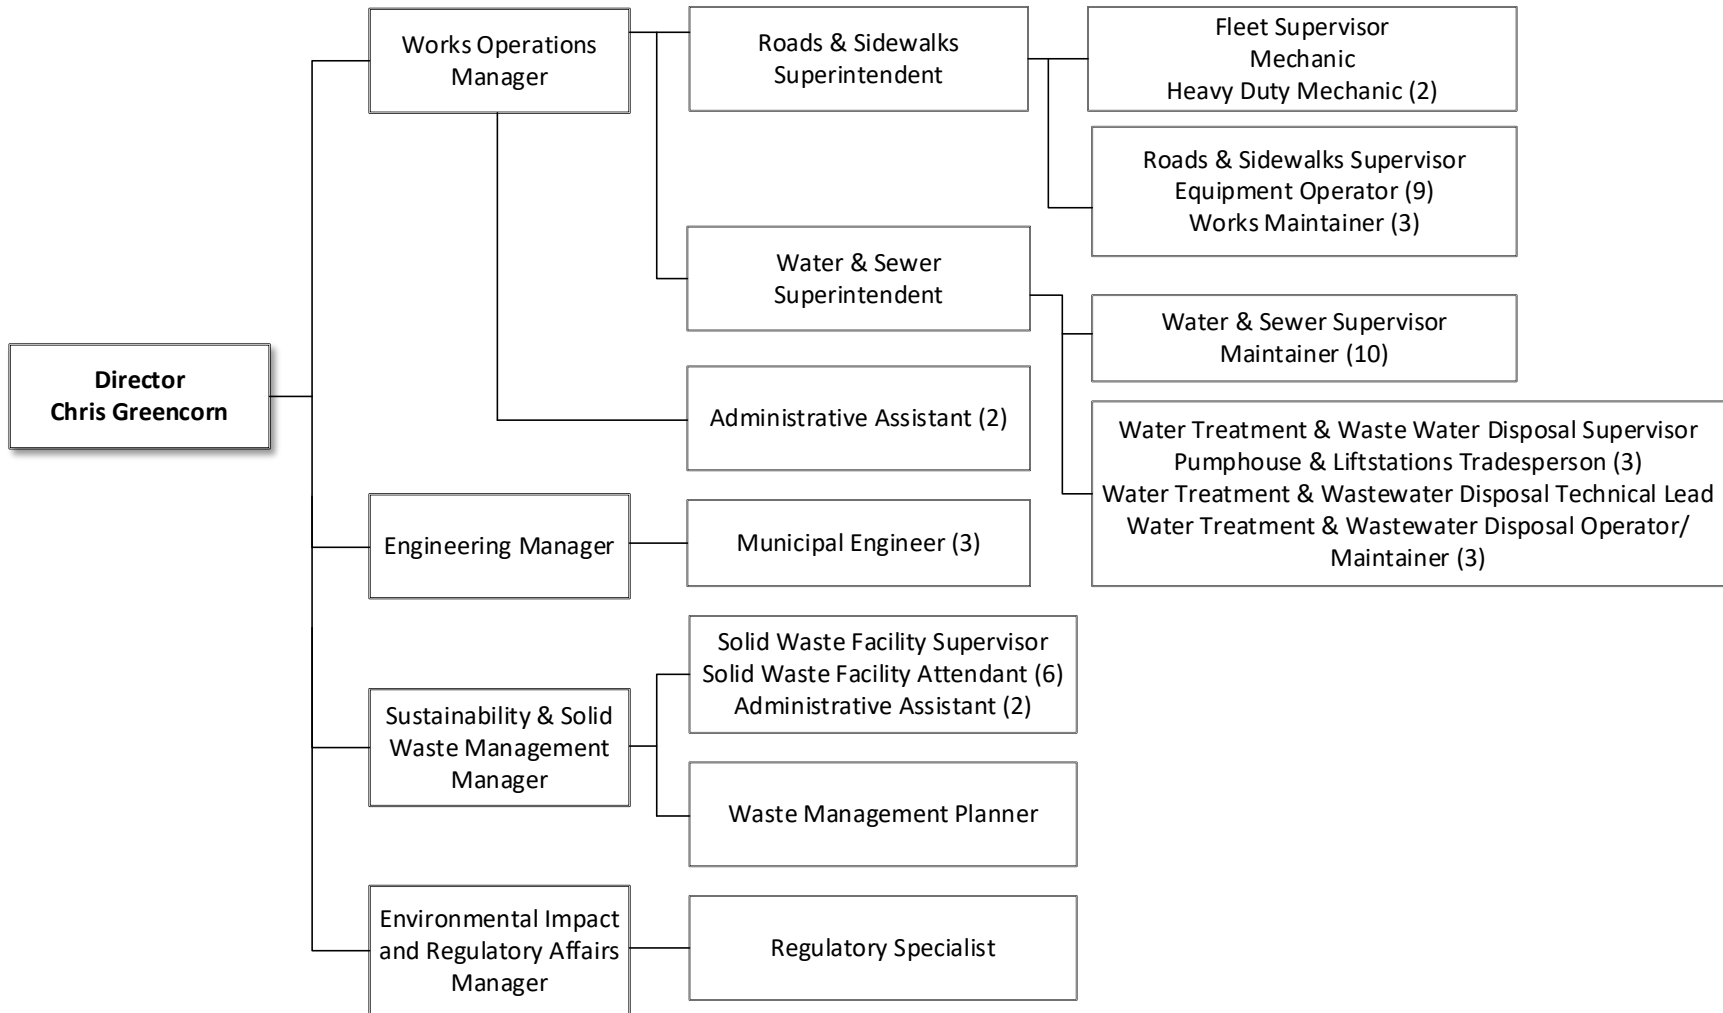 Director
Chris Greencorn
Works Operations
Manager
Roads & Sidewalks
Superintendent
Fleet Supervisor
Mechanic
Heavy Duty Mechanic (2)
Roads & Sidewalks Supervisor
Equipment Operator (9)
Works Maintainer (3)
Water & Sewer
Superintendent
Water & Sewer Supervisor
Maintainer (10)
Water Treatment & Waste Water Disposal Supervisor
Pumphouse & Liftstations Tradesperson (3)
Water Treatment & Wastewater Disposal Technical Lead
Water Treatment & Wastewater Disposal Operator/
Maintainer (3)
Administrative Assistant (2)
Engineering Manager
Municipal Engineer (3)
Sustainability & Solid
Waste Management
Manager
Solid Waste Facility Supervisor
Solid Waste Facility Attendant (6)
Administrative Assistant (2)
Waste Management Planner
Environmental Impact
and Regulatory Affairs
Manager
Regulatory Specialist